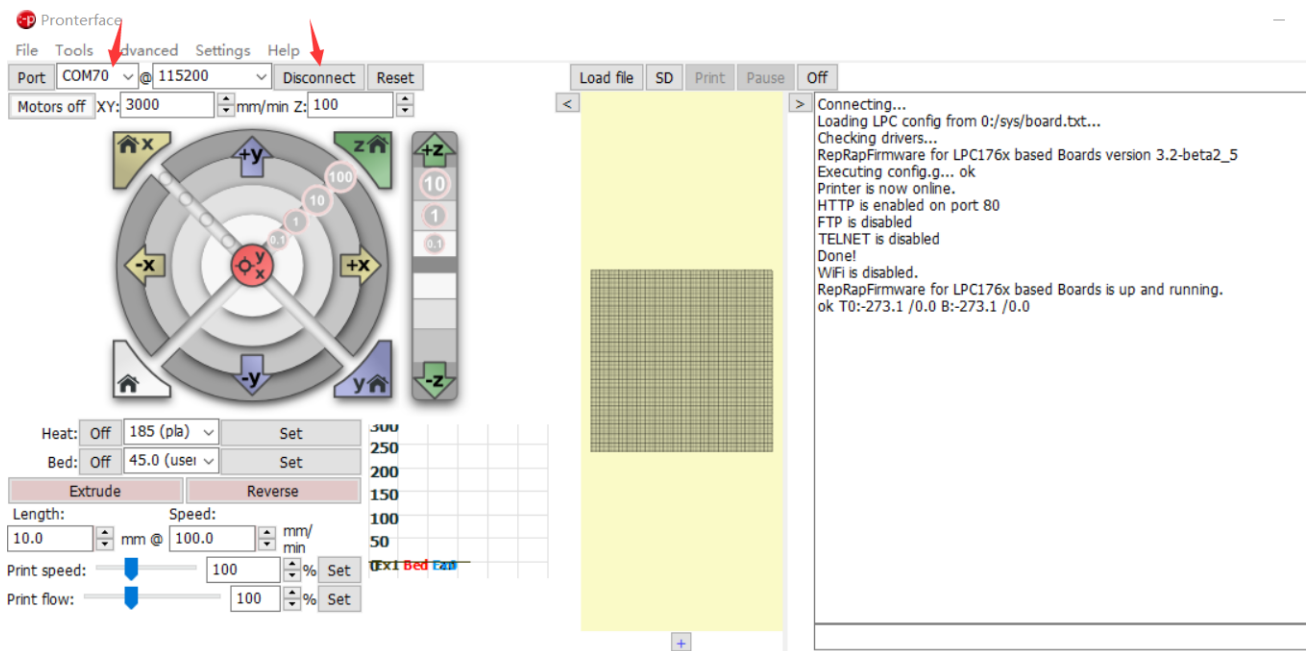 Pronterface
File Tools Advanced Settings Help
Port COM70 @ 115200 Disconnect Reset
Load file SD Print Pause Off
Motors off XY: 3000 mm/min Z: 100
< >
X
+y
z
100
10
1
0.1
-x
y
x
+x
-y
y
+z
10
1
0.1
-z
Heat: Off 185 (pla) Set
Bed: Off 45.0 (user Set
Extrude Reverse
Length: Speed:
10.0 mm @ 100.0 mm/
min
Print speed: 100 % Set
Print flow: 100 % Set
300
250
200
150
100
50
Bed
+
Connecting...
Loading LPC config from 0:/sys/board.txt...
Checking drivers...
RepRapFirmware for LPC176x based Boards version 3.2-beta2_5
Executing config.g... ok
Printer is now online.
HTTP is enabled on port 80
FTP is disabled
TELNET is disabled
Done!
WiFi is disabled.
RepRapFirmware for LPC176x based Boards is up and running.
ok T0:-273.1 /0.0 B:-273.1 /0.0